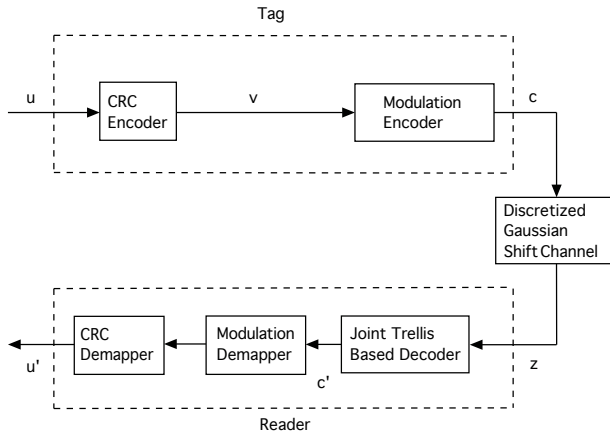 Tag
u
CRC
Encoder
v
Modulation
Encoder
c
Discretized
Gaussian
Shift Channel
CRC
Demapper
Modulation
Demapper
Joint Trellis
Based Decoder
u'
c'
z
Reader